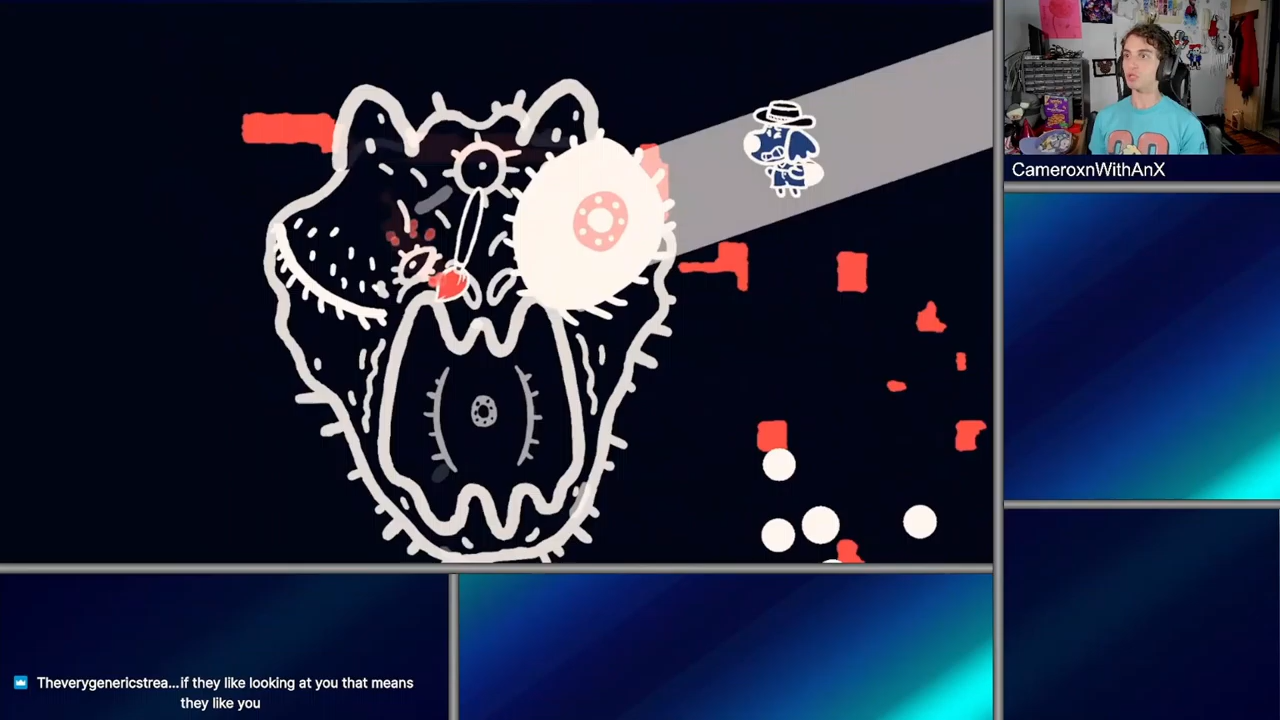 CameroxnWithAnX
Theverygenericstrea... if they like looking at you that means
they like you